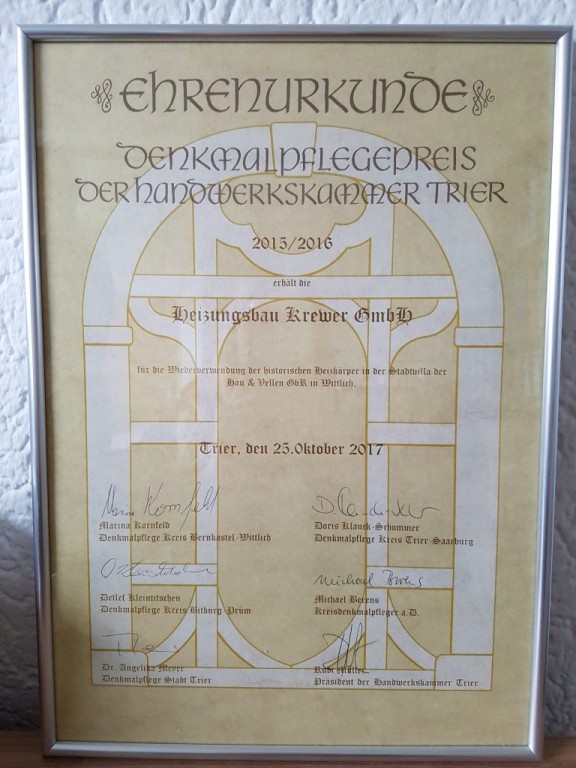 EHRENURKUNDE
DENKMALPFLEGEPREIS
DER HANDWERKSKAMMER TRIER
2015/2016
erhält die
Heizungsbau Krewer GmbH
für die Wiederverwendung der historischen Heizkörper in der Stadtvilla der
Hau & Vellen GbR in Wittlich.
Trier, den 25.Oktober 2017
Marina Kornfeld
Denkmalpflege Kreis Bernkastel-Wittlich
Doris Klauck-Schommer
Denkmalpflege Kreis Trier-Saarburg
Michael Berens
Detlef Kleintitschen
Denkmalpflege Kreis Bitburg-Prüm
Michael Berens
Kreisdenkmalpfleger a.D.
Dr. Angelika Meyer
Denkmalpflege Stadt Trier
Rudi Müller
Präsident der Handwerkskammer Trier